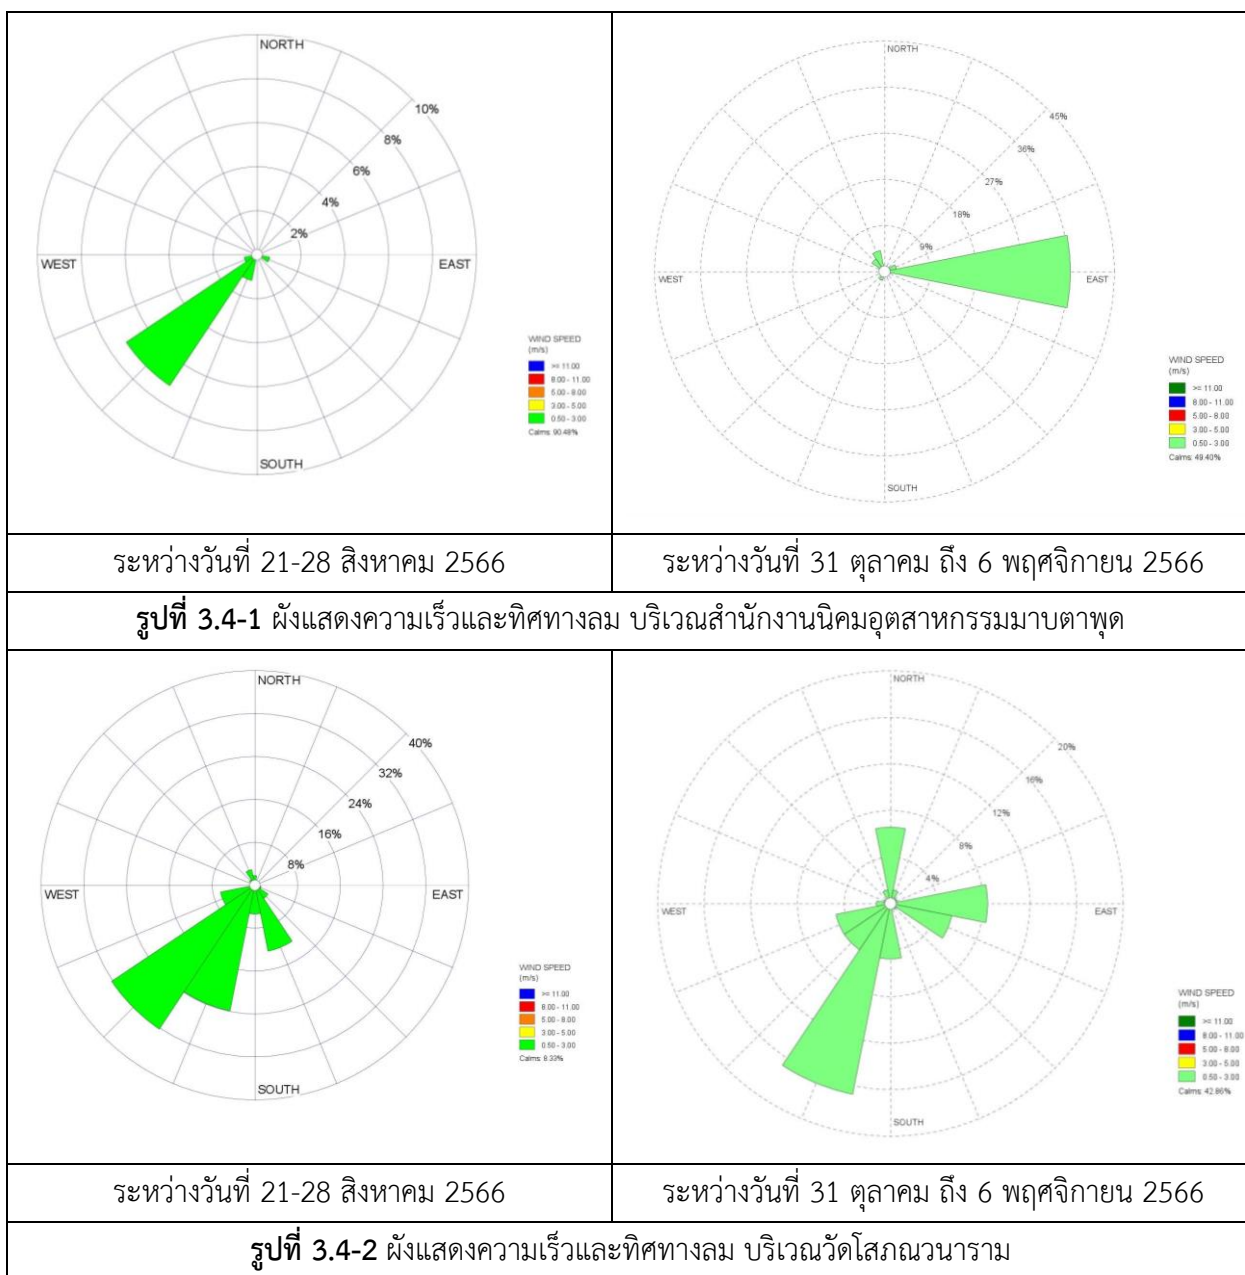 NORTH
10%
8%
6%
4%
2%
WEST
EAST
SOUTH
WIND SPEED
(m/s)
>= 11.00
8.00 - 11.00
5.00 - 8.00
3.00 - 5.00
0.50 - 3.00
Calms: 90.48%
NORTH
45%
36%
27%
18%
9%
WEST
EAST
SOUTH
WIND SPEED
(m/s)
>= 11.00
8.00 - 11.00
5.00 - 8.00
3.00 - 5.00
0.50 - 3.00
Calms: 49.40%
ระหว่างวันที่ 21-28 สิงหาคม 2566
ระหว่างวันที่ 31 ตุลาคม ถึง 6 พฤศจิกายน 2566
รูปที่ 3.4-1 ผังแสดงความเร็วและทิศทางลม บริเวณสำนักงานนิคมอุตสาหกรรมมาบตาพุด
NORTH
40%
32%
24%
16%
8%
WEST
EAST
SOUTH
WIND SPEED
(m/s)
>= 11.00
8.00 - 11.00
5.00 - 8.00
3.00 - 5.00
0.50 - 3.00
Calms: 8.33%
NORTH
20%
16%
12%
8%
4%
WEST
EAST
SOUTH
WIND SPEED
(m/s)
>= 11.00
8.00 - 11.00
5.00 - 8.00
3.00 - 5.00
0.50 - 3.00
Calms: 42.86%
ระหว่างวันที่ 21-28 สิงหาคม 2566
ระหว่างวันที่ 31 ตุลาคม ถึง 6 พฤศจิกายน 2566
รูปที่ 3.4-2 ผังแสดงความเร็วและทิศทางลม บริเวณวัดโสภณวนาราม